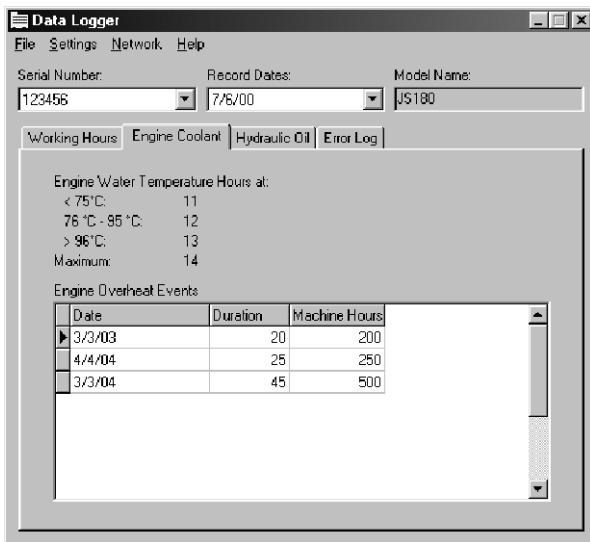 Data Logger
File Settings Network Help
Serial Number: Record Dates: Model Name:
123456 7/6/00 JS180
Working Hours Engine Coolant Hydraulic Oil Error Log
Engine Water Temperature Hours at:
< 75°C: 11
76 °C - 95 °C: 12
> 96°C: 13
Maximum: 14
Engine Overheat Events
Date Duration Machine Hours
3/3/03 20 200
4/4/04 25 250
3/3/04 45 500